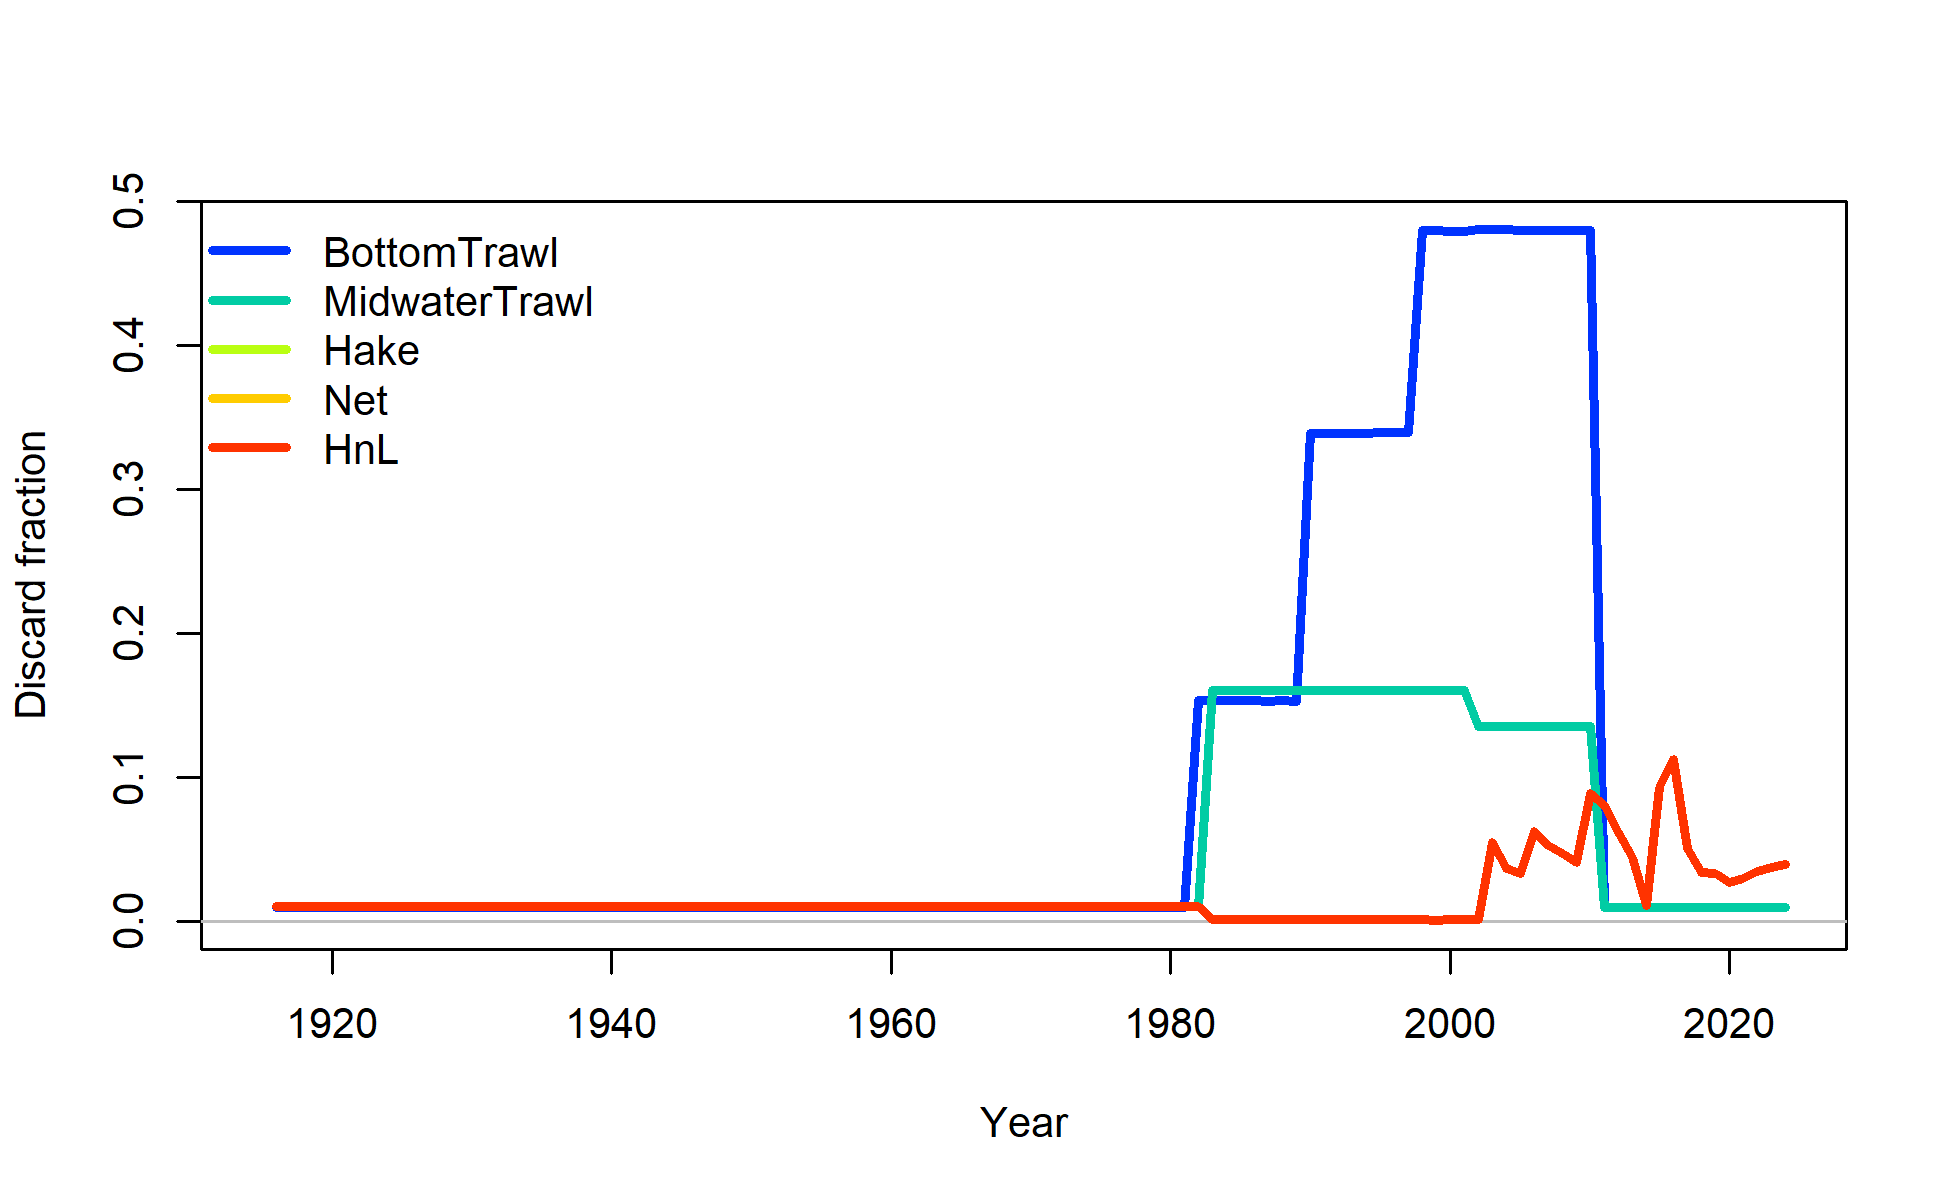 0.5
0.4
0.3
0.2
0.1
0.0
Discard fraction
BottomTrawl
MidwaterTrawl
Hake
Net
HnL
1920 1940 1960 1980 2000 2020
Year